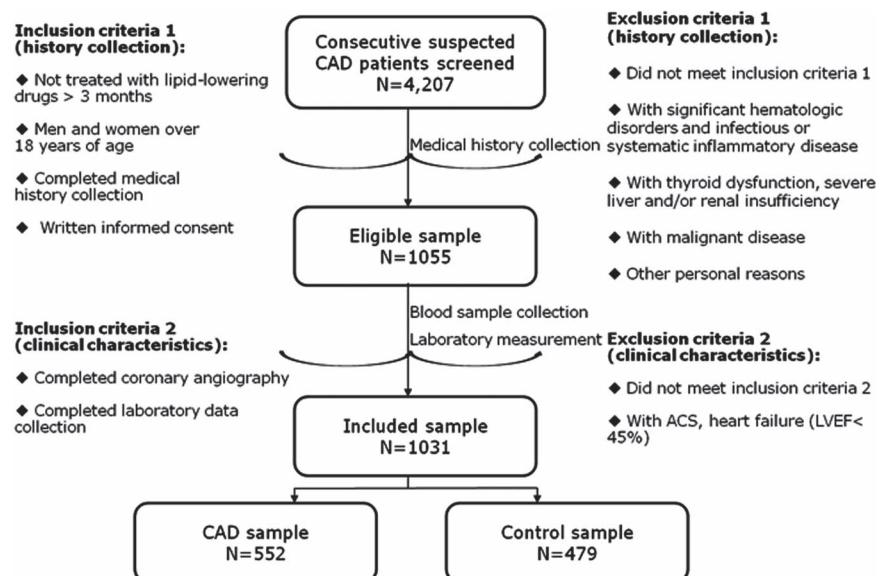 Inclusion criteria 1
(history collection):
◆ Not treated with lipid-lowering
drugs > 3 months
◆ Men and women over
18 years of age
◆ Completed medical
history collection
◆ Written informed consent
Consecutive suspected
CAD patients screened
N=4,207
Medical history collection
Exclusion criteria 1
(history collection):
◆ Did not meet inclusion criteria 1
◆ With significant hematologic
disorders and infectious or
systematic inflammatory disease
◆ With thyroid dysfunction, severe
liver and/or renal insufficiency
◆ With malignant disease
◆ Other personal reasons
Eligible sample
N=1055
Blood sample collection
Laboratory measurement
Inclusion criteria 2
(clinical characteristics):
◆ Completed coronary angiography
◆ Completed laboratory data
collection
Exclusion criteria 2
(clinical characteristics):
◆ Did not meet inclusion criteria 2
◆ With ACS, heart failure (LVEF<
45%)
Included sample
N=1031
CAD sample
N=552
Control sample
N=479